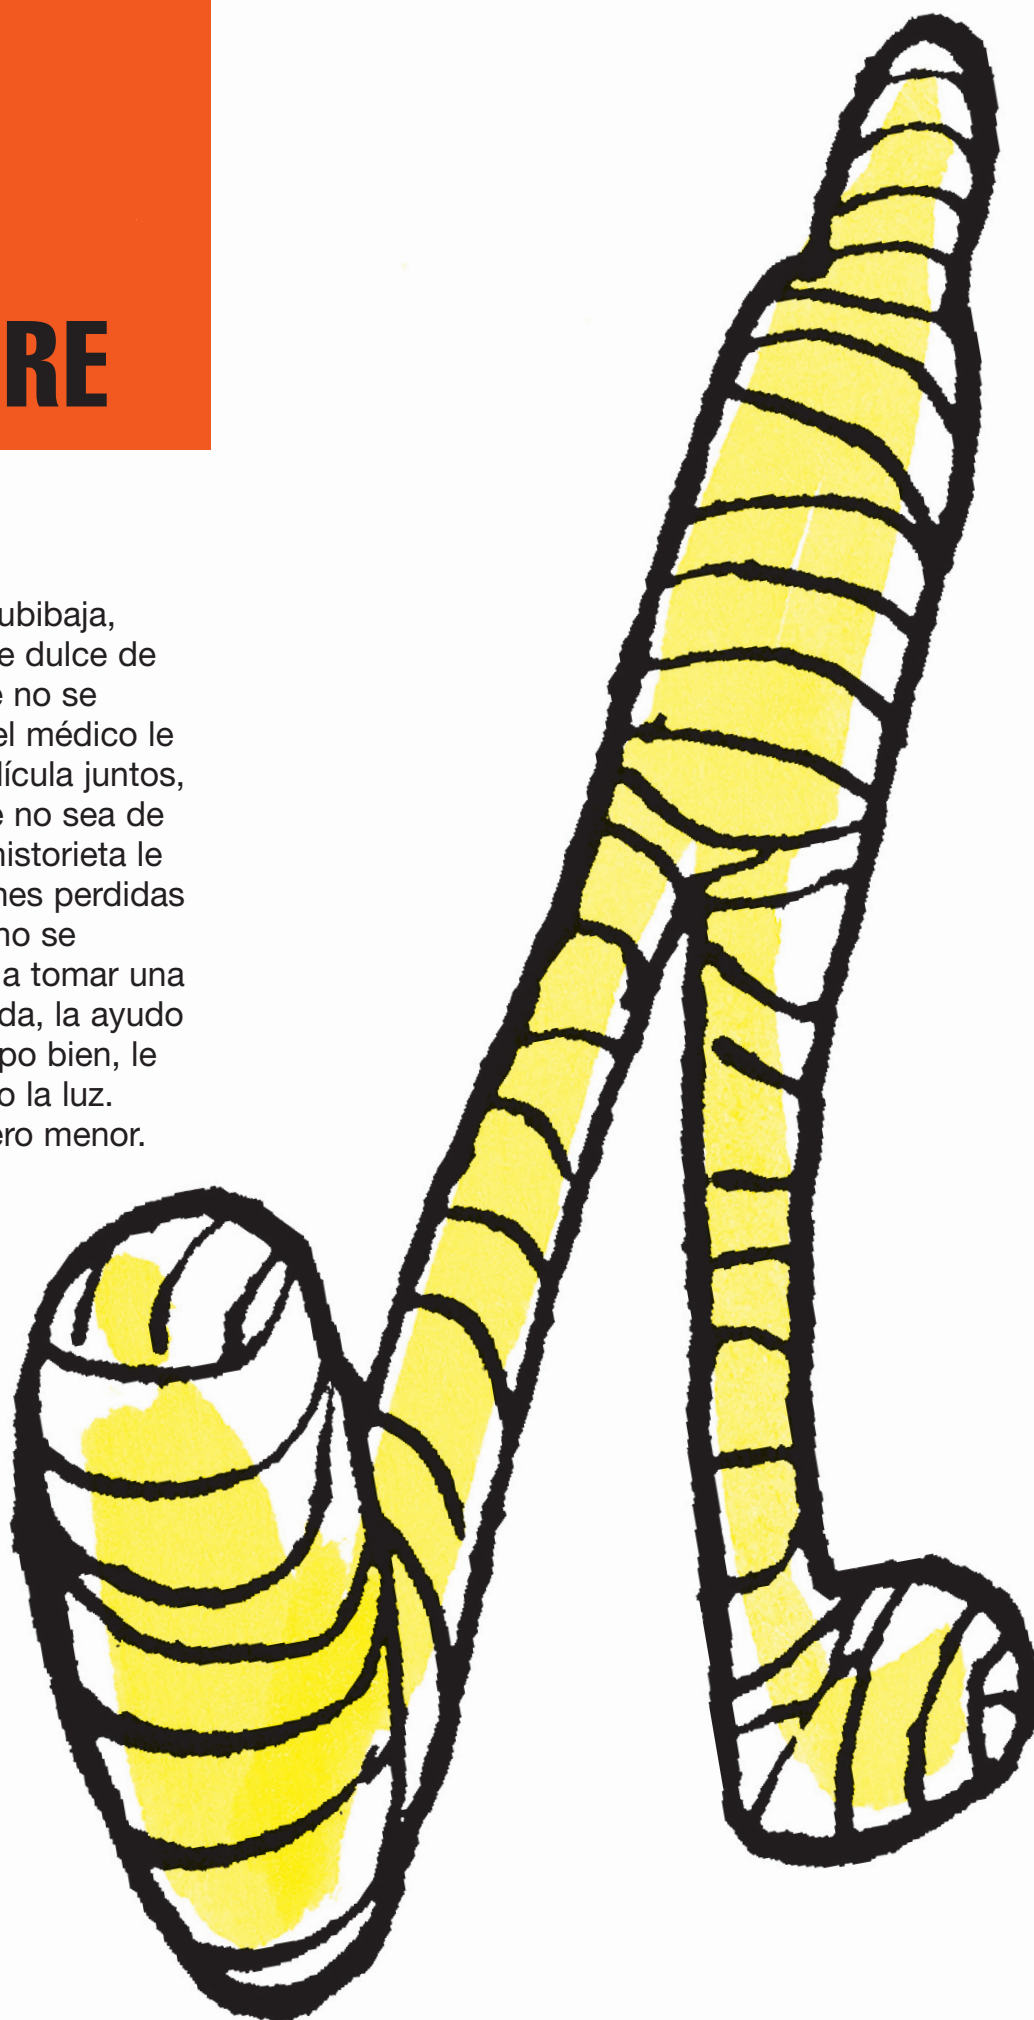 RE
ubibaja,
e dulce de
e no se
el médico le
lícula juntos,
e no sea de
historieta le
nes perdidas
no se
a tomar una
da, la ayudo
po bien, le
o la luz.
ero menor.